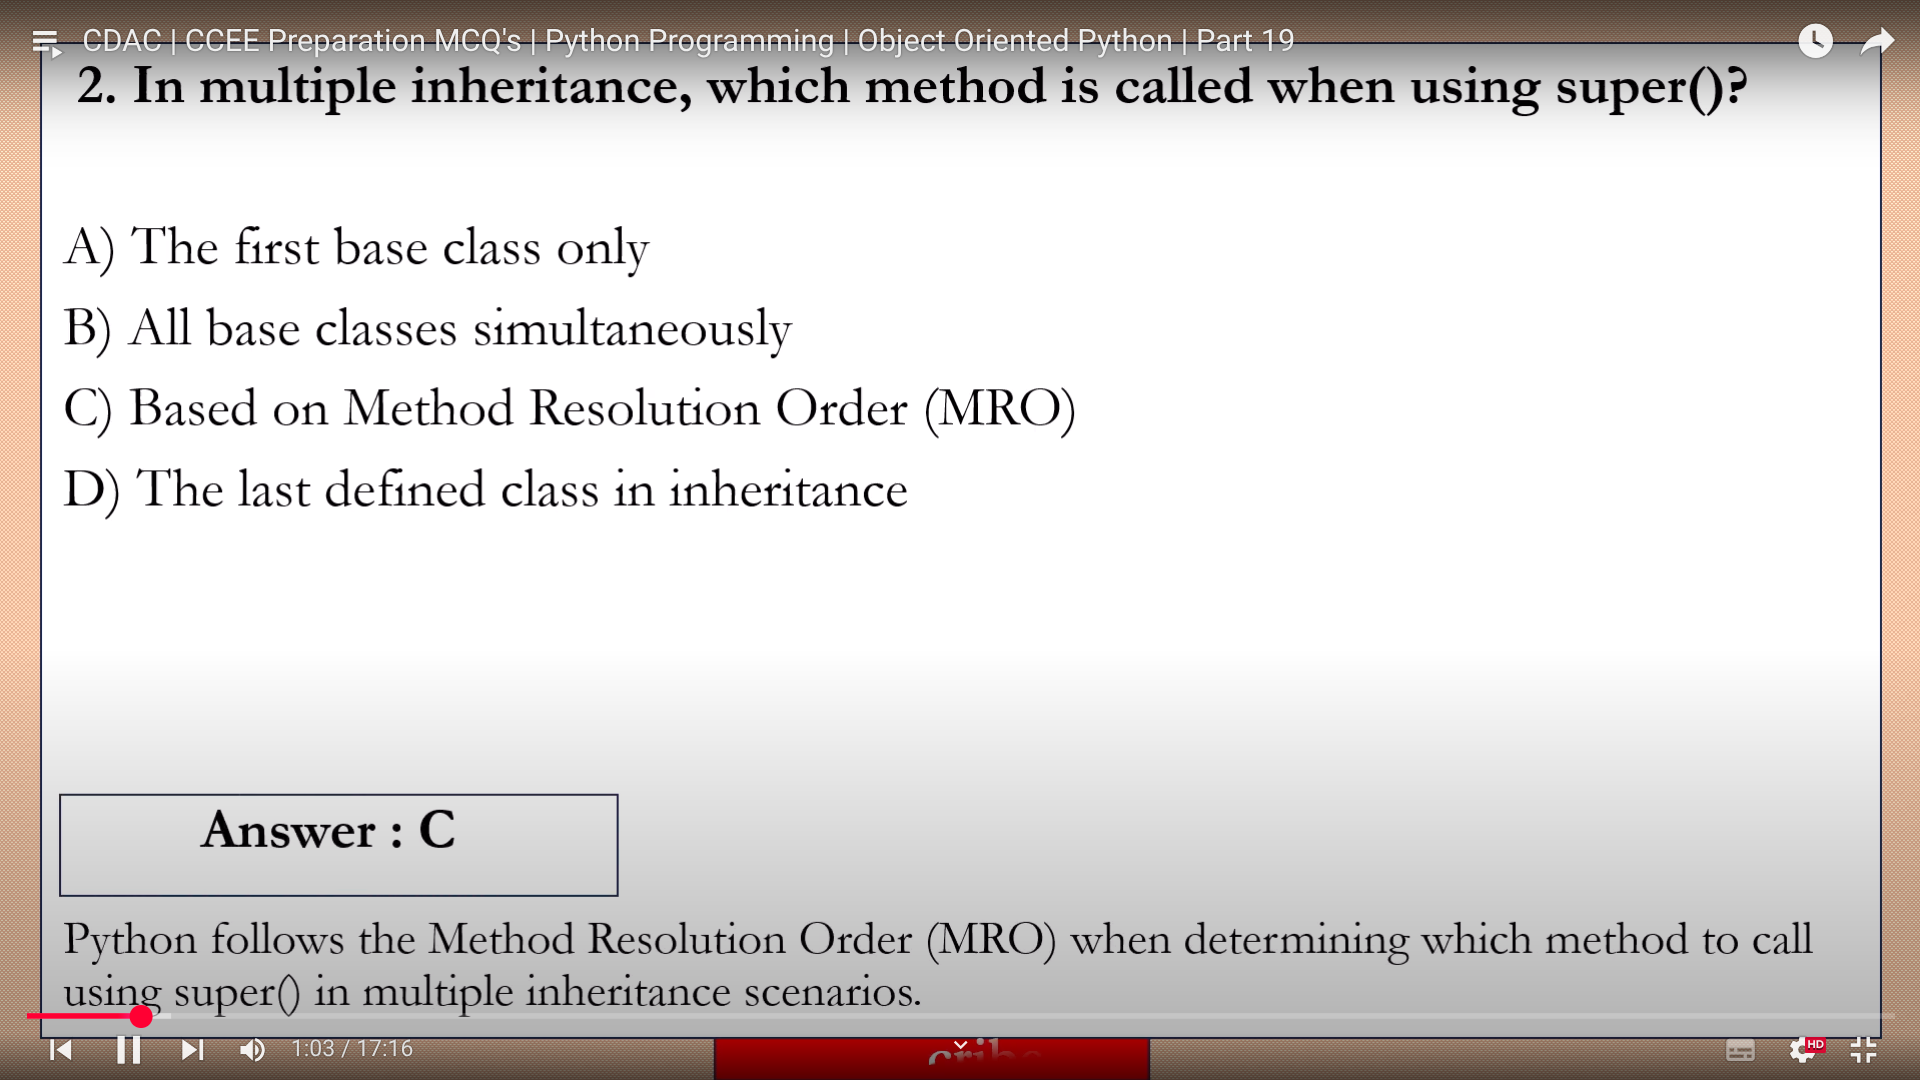 CDAC | CCEE Preparation MCQ's | Python Programming | Object Oriented Python | Part 19
2. In multiple inheritance, which method is called when using super()?
A) The first base class only
B) All base classes simultaneously
C) Based on Method Resolution Order (MRO)
D) The last defined class in inheritance
Answer : C
Python follows the Method Resolution Order (MRO) when determining which method to call
using super() in multiple inheritance scenarios.
1:03 / 17:16
HD